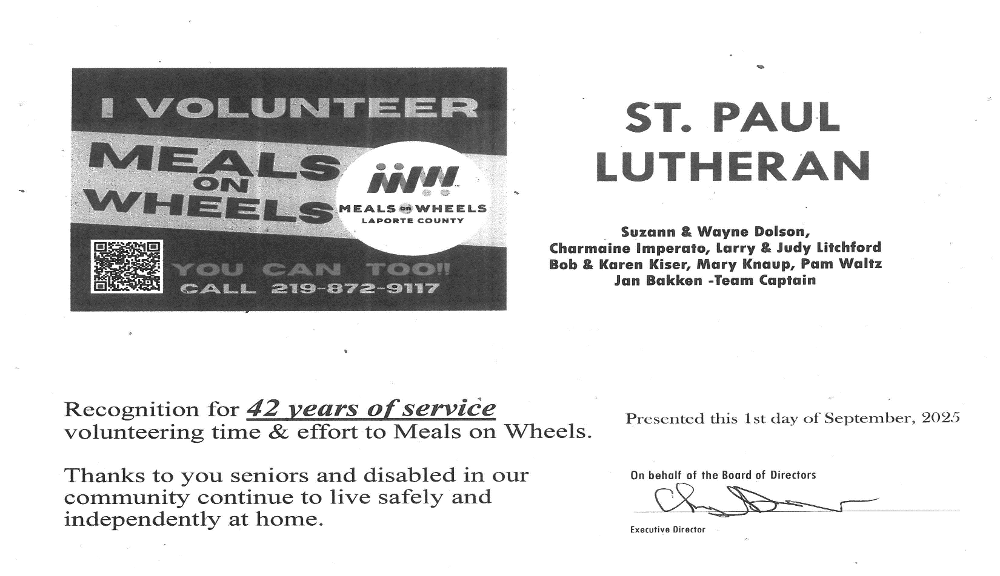 I VOLUNTEER
MEALS
ON
WHEELS
MEALS on WHEELS
LAPORTE COUNTY
YOU CAN TOO!!
CALL 219-872-9117
ST. PAUL
LUTHERAN
Suzann & Wayne Dolson,
Charmaine Imperato, Larry & Judy Litchford
Bob & Karen Kiser, Mary Knaup, Pam Waltz
Jan Bakken -Team Captain
Recognition for 42 years of service
volunteering time & effort to Meals on Wheels.
Thanks to you seniors and disabled in our
community continue to live safely and
independently at home.
Presented this 1st day of September, 2025
On behalf of the Board of Directors
Executive Director